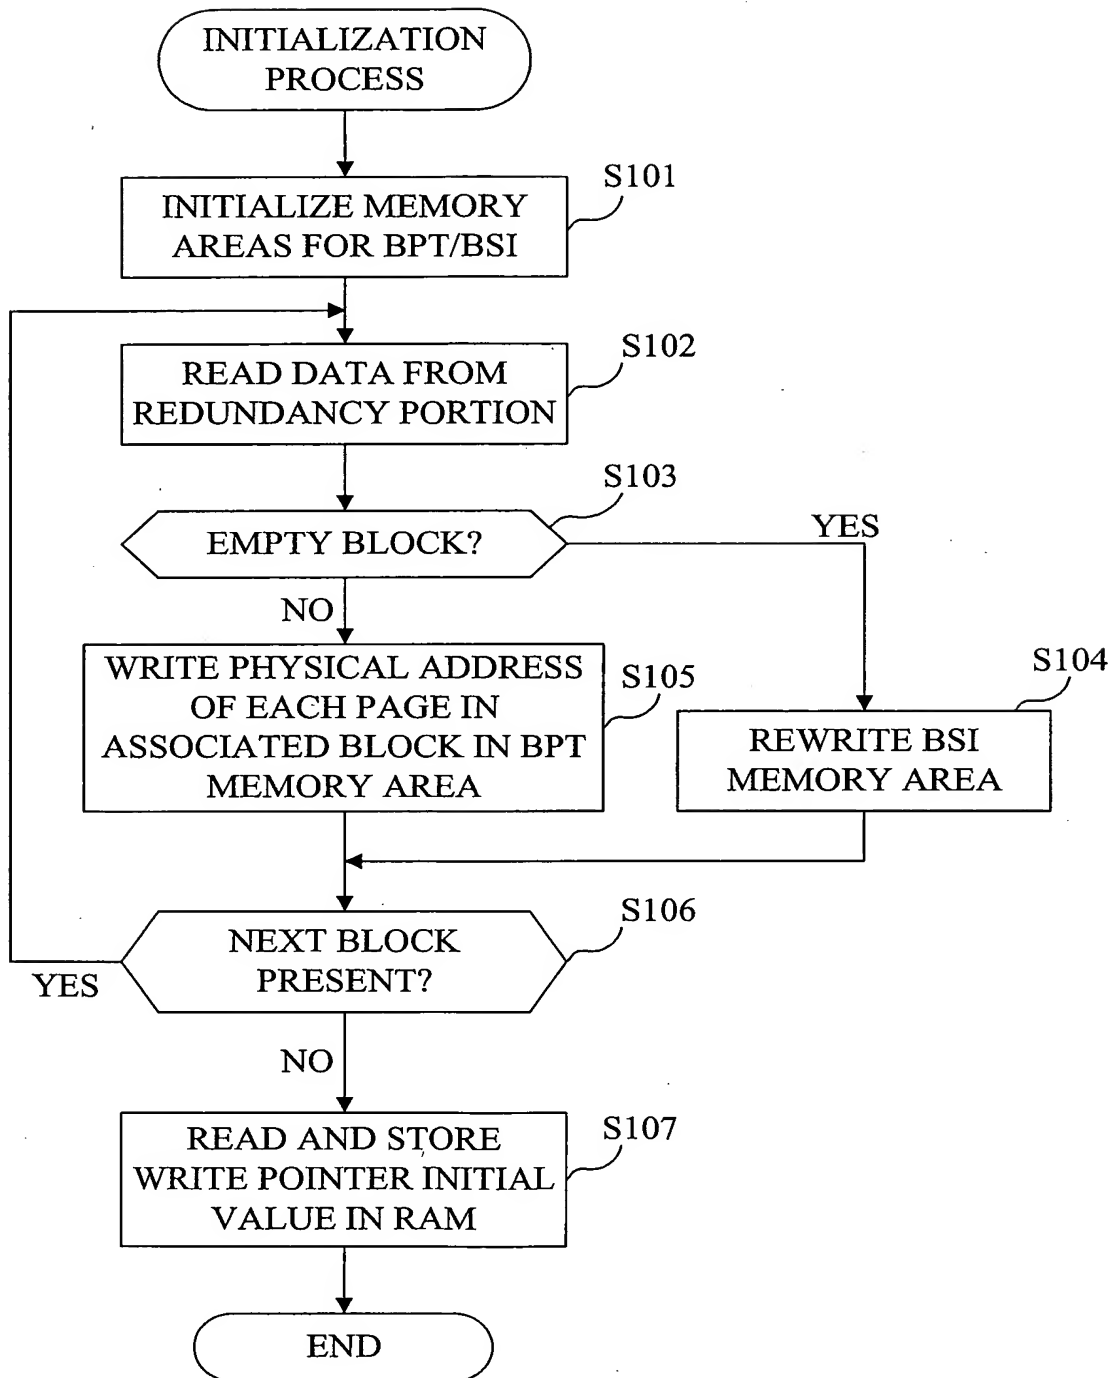 INITIALIZATION
PROCESS
S101
INITIALIZE MEMORY
AREAS FOR BPT/BSI
S102
READ DATA FROM
REDUNDANCY PORTION
S103
EMPTY BLOCK?
YES
NO
WRITE PHYSICAL ADDRESS
OF EACH PAGE IN
ASSOCIATED BLOCK IN BPT
MEMORY AREA
S105
S104
REWRITE BSI
MEMORY AREA
S106
NEXT BLOCK
PRESENT?
YES
NO
S107
READ AND STORE
WRITE POINTER INITIAL
VALUE IN RAM
END